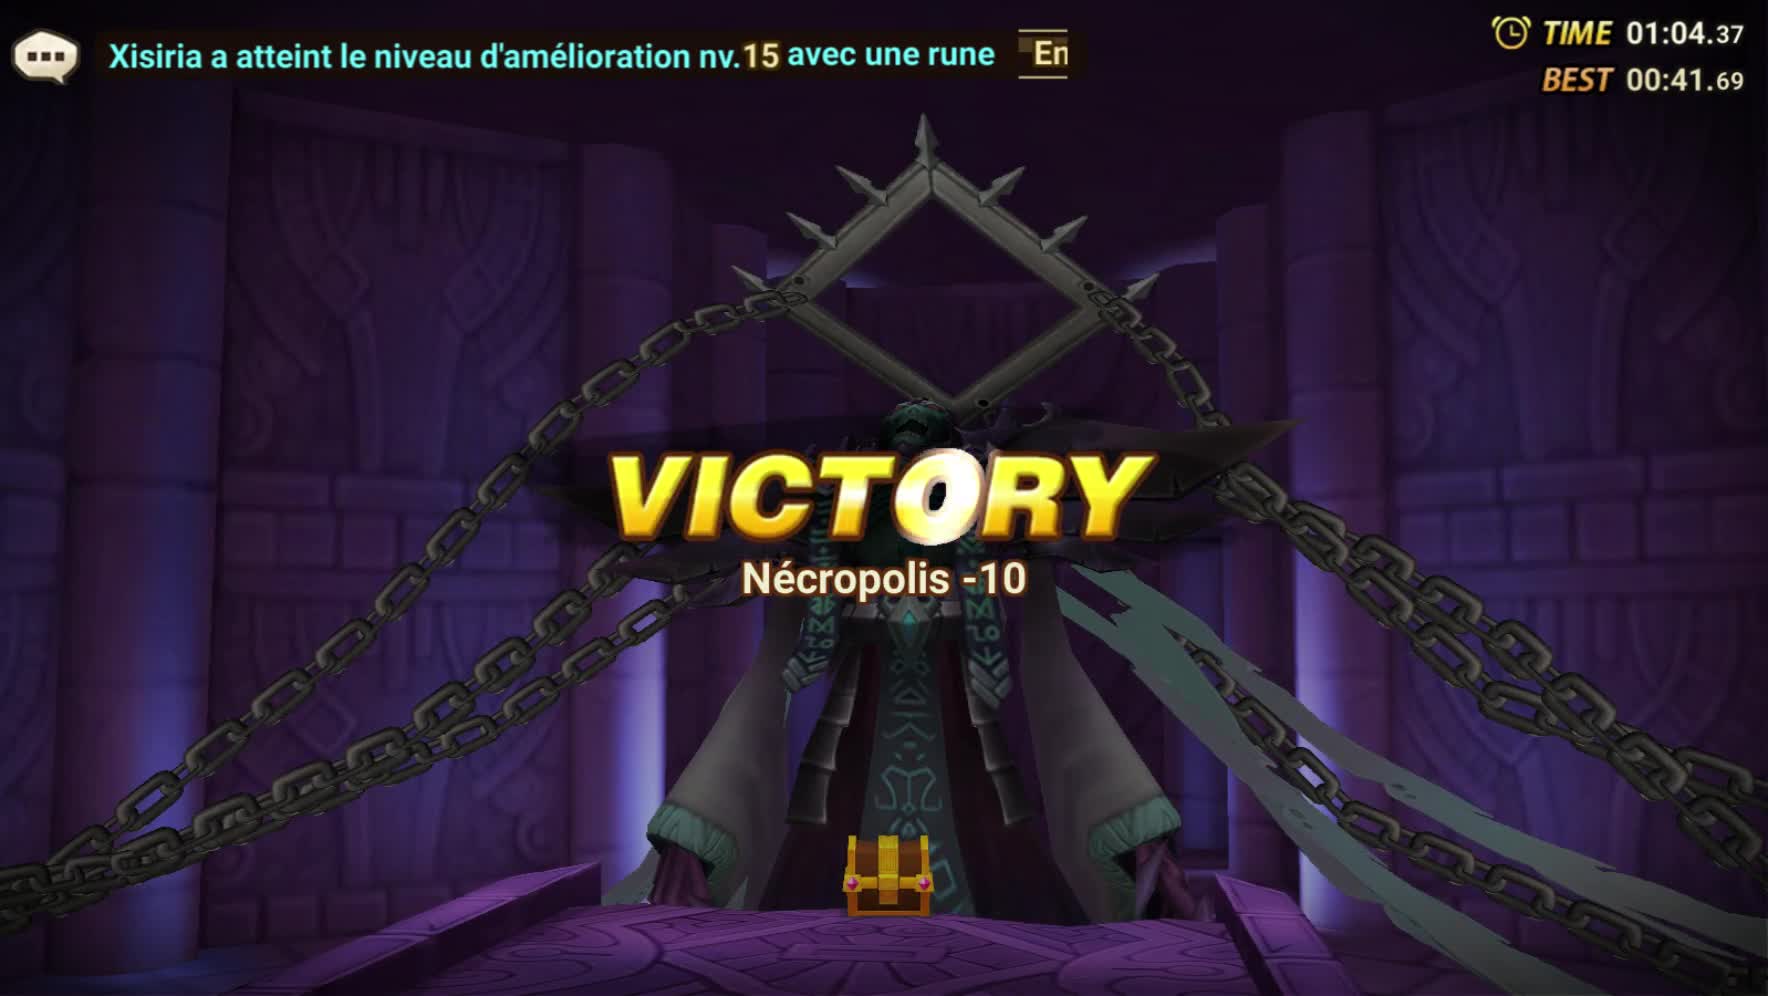 Xisiria a atteint le niveau d'amélioration nv.15 avec une rune En
TIME 01:04.37
BEST 00:41.69
VICTORY
Nécropolis -10